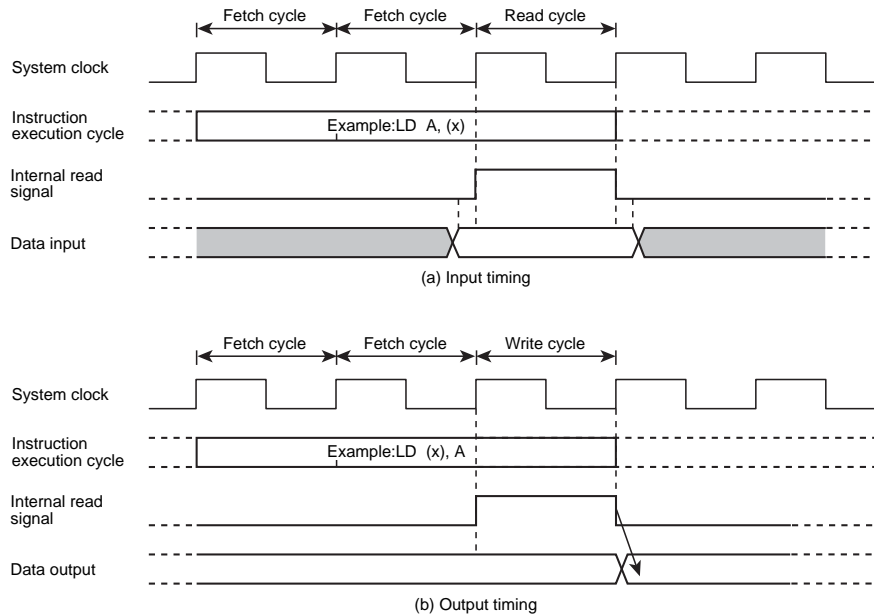 Fetch cycle Fetch cycle Read cycle
System clock
Instruction
execution cycle
Example:LD A, (x)
Internal read
signal
Data input
(a) Input timing
Fetch cycle Fetch cycle Write cycle
System clock
Instruction
execution cycle
Example:LD (x), A
Internal read
signal
Data output
(b) Output timing